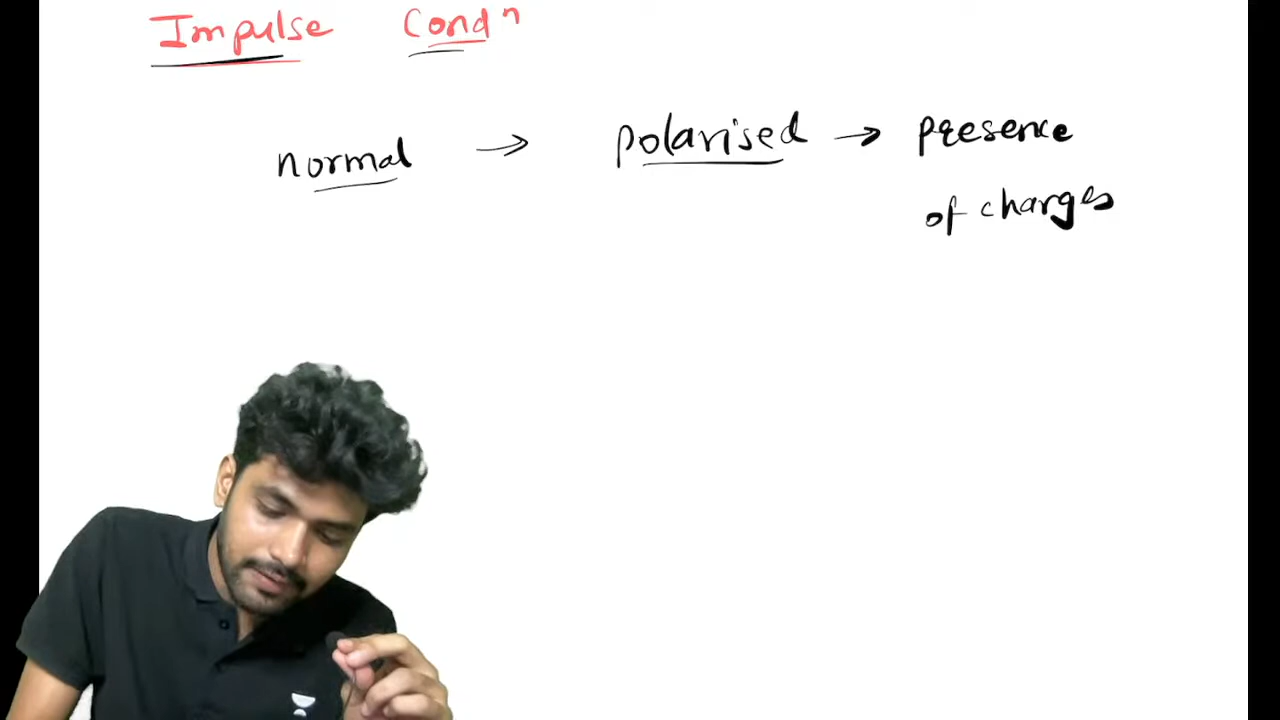 Impulse Condⁿ
normal → polarised → presence
of charges